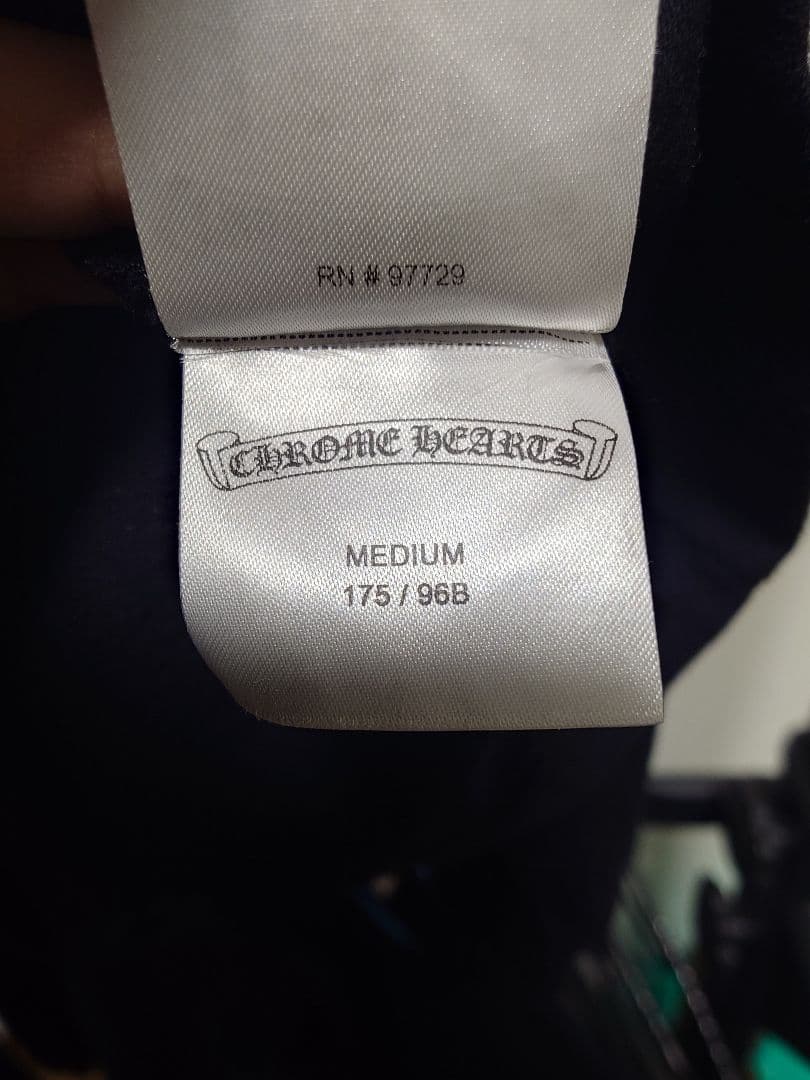 RN # 97729
CHROME HEARTS
MEDIUM
175 / 96B